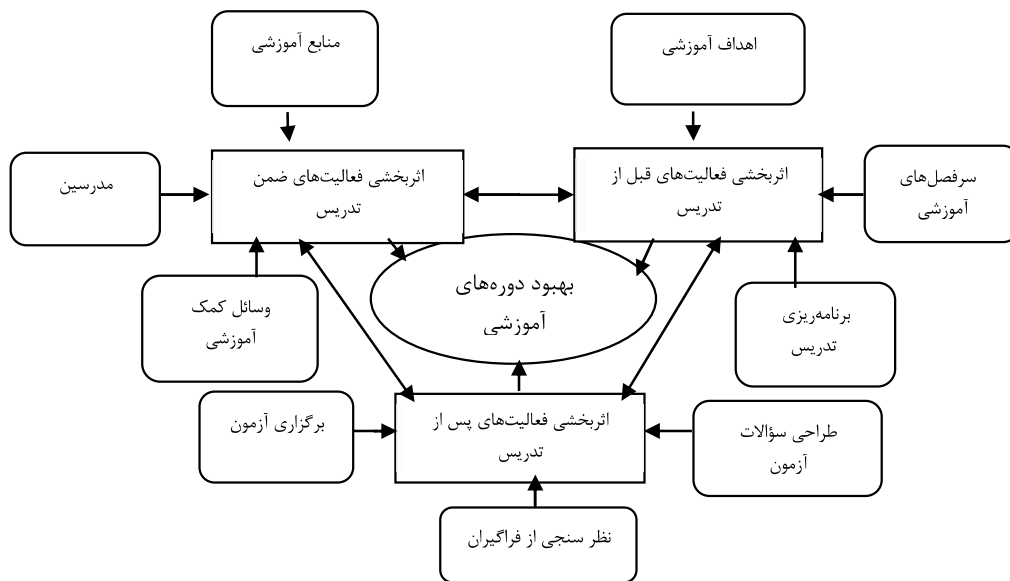 اهداف آموزشی
منابع آموزشی
سرفصل‌های
آموزشی
اثربخشی فعالیت‌های قبل از
تدریس
اثربخشی فعالیت‌های ضمن
تدریس
مدرسین
بهبود دوره‌های
آموزشی
برنامه‌ریزی
تدریس
وسائل کمک
آموزشی
طراحی سؤالات
آزمون
اثربخشی فعالیت‌های پس از
تدریس
برگزاری آزمون
نظر سنجی از فراگیران